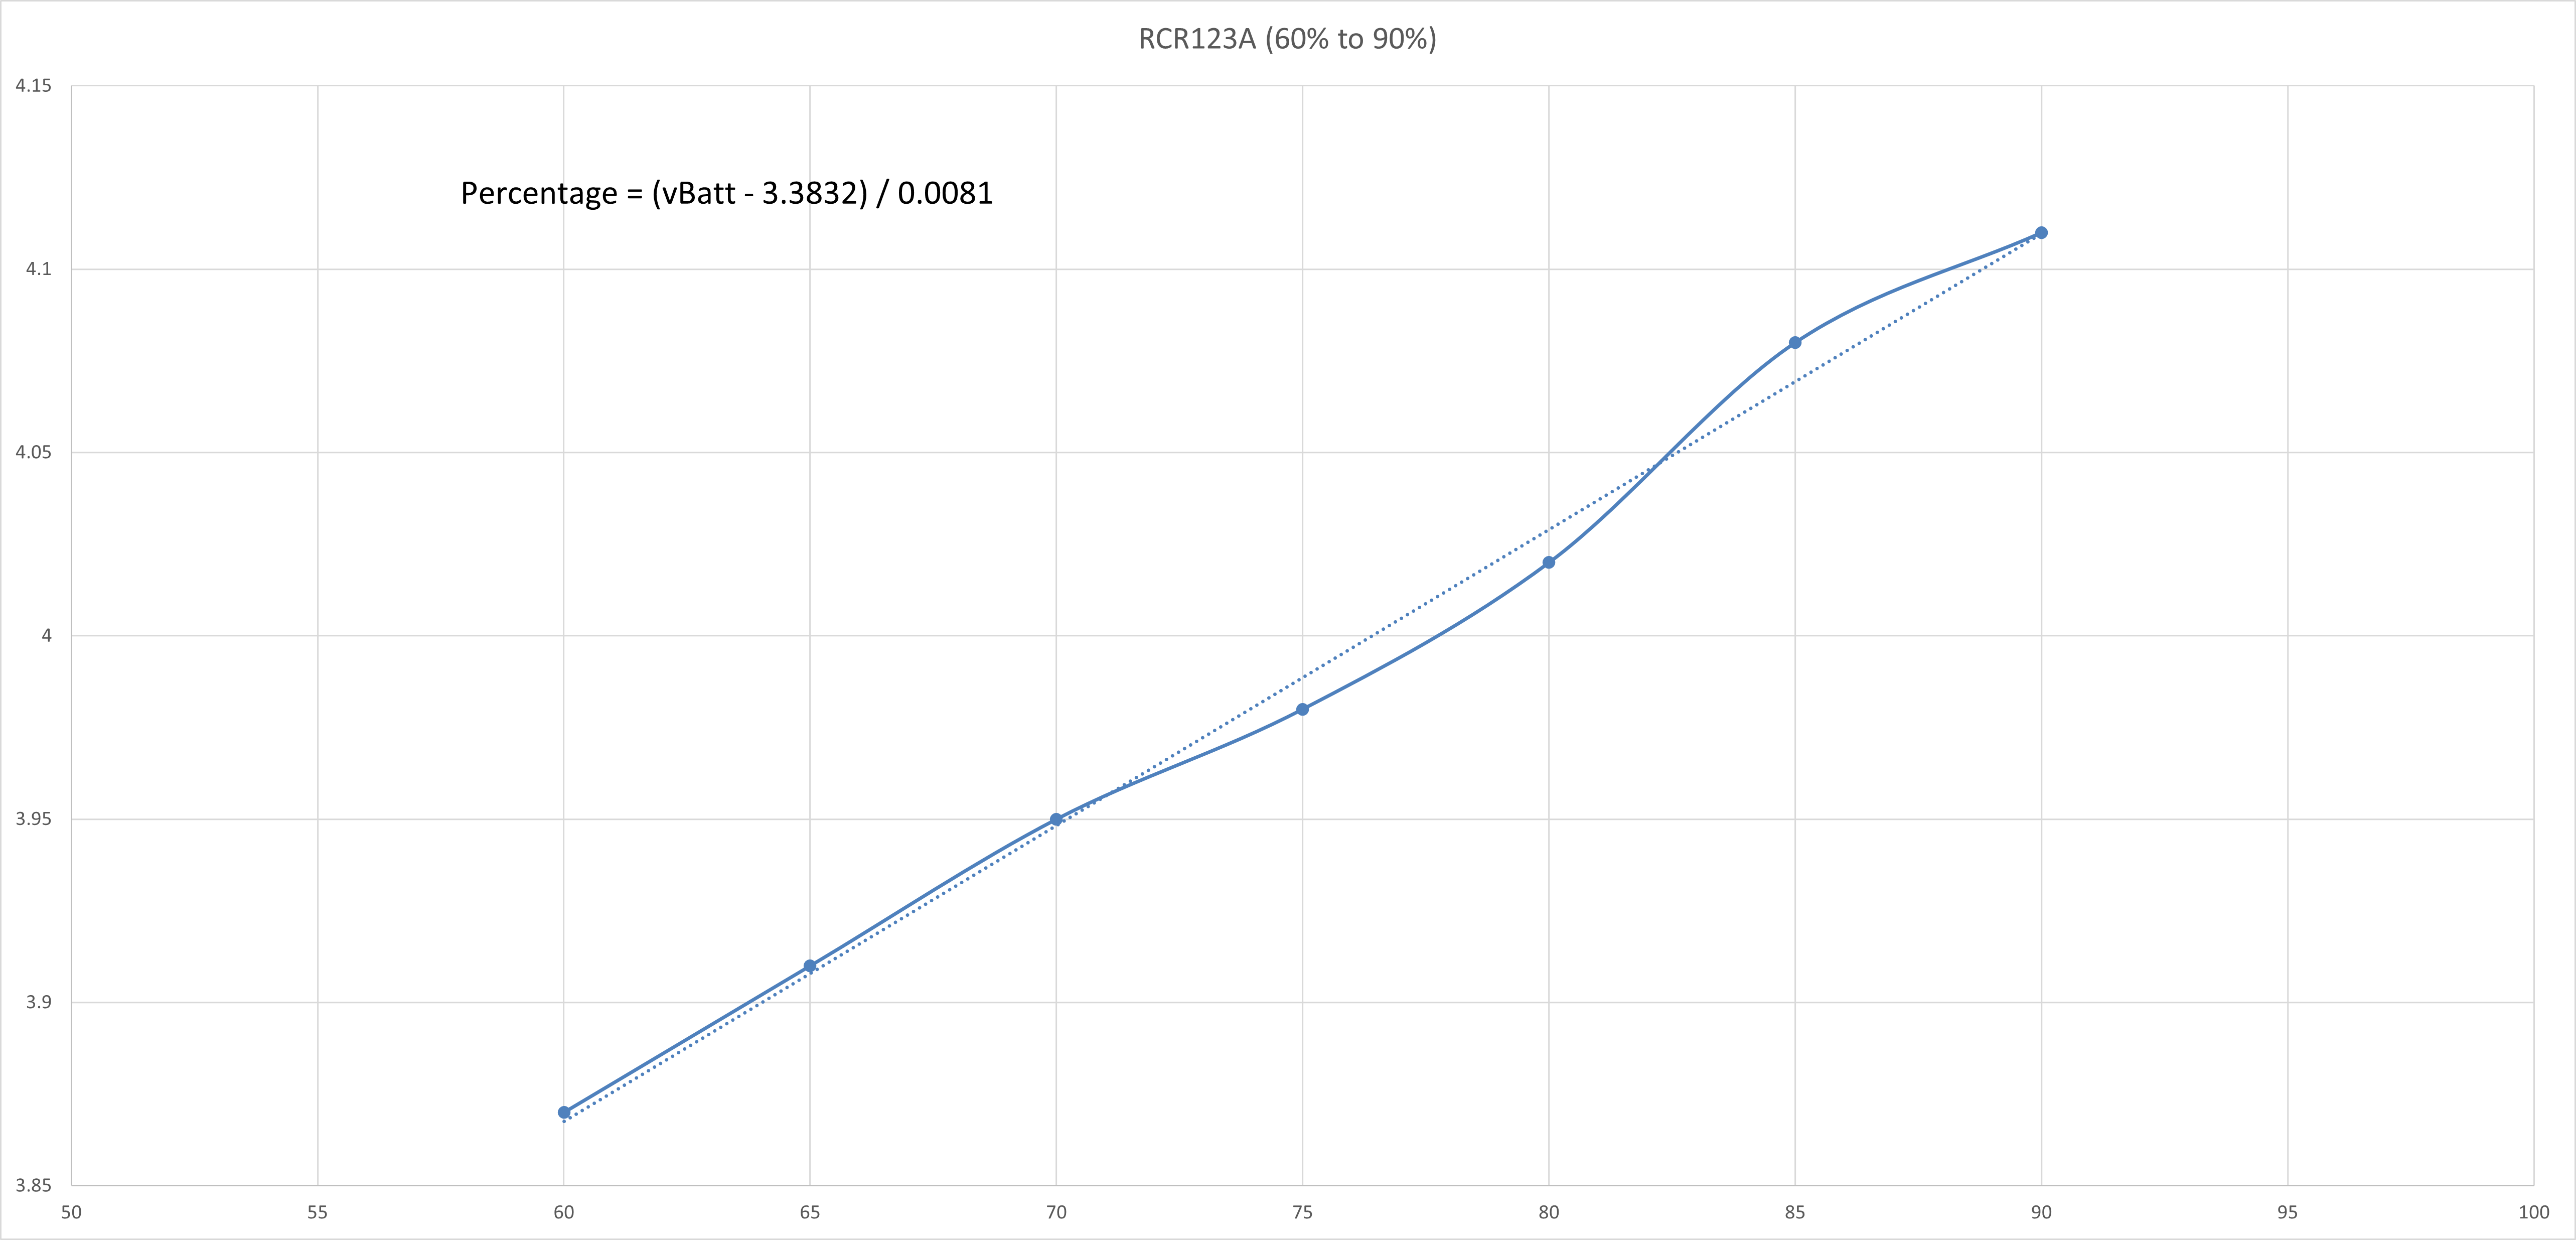 RCR123A (60% to 90%)
4.15
Percentage = (vBatt - 3.3832) / 0.0081
4.1
4.05
4
3.95
3.9
3.85
50 55 60 65 70 75 80 85 90 95 100